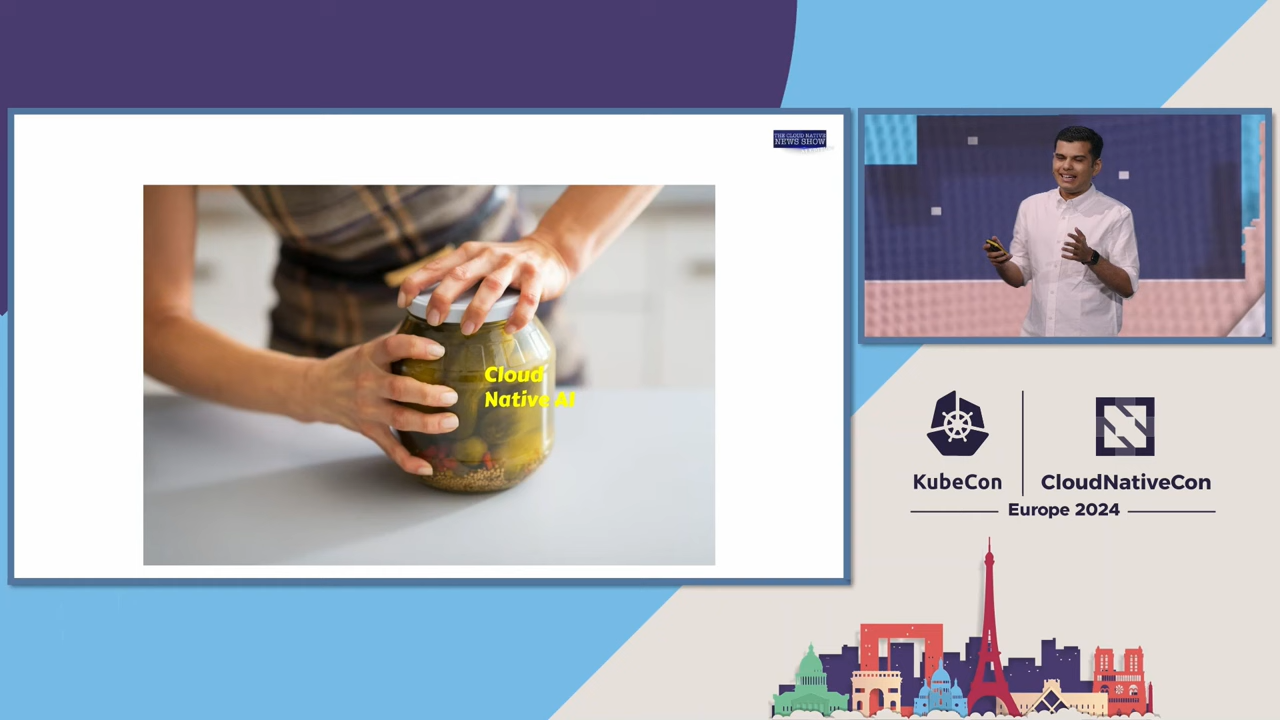 THE CLOUD NATIVE
NEWS SHOW
Cloud
Native AI
KubeCon
CloudNativeCon
Europe 2024